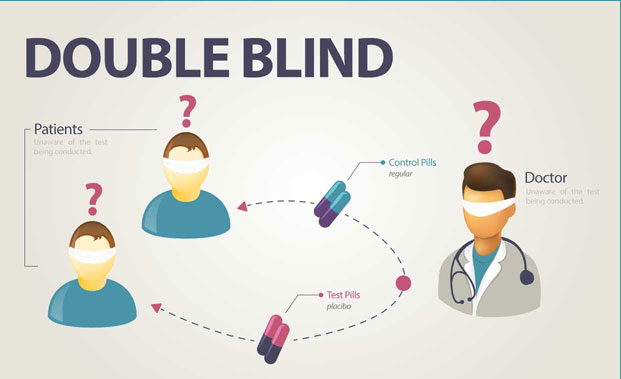 DOUBLE BLIND
?
Patients
Unaware of the test
being conducted.
?
Control Pills
regular
?
Doctor
Unaware of the test
being conducted.
Test Pills
placibo